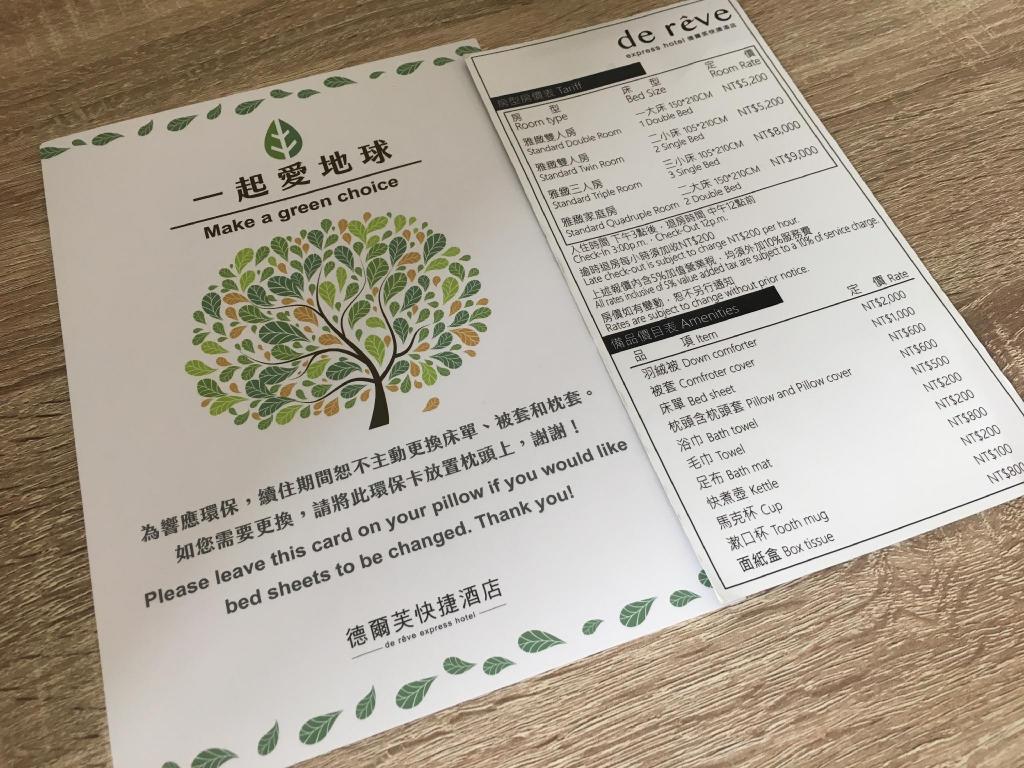 一起愛地球
Make a green choice
為響應環保，續住期間恕不主動更換床單、被套和枕套。
如您需要更換，請將此環保卡放置枕頭上，謝謝！
Please leave this card on your pillow if you would like
bed sheets to be changed. Thank you!
德爾芙快捷酒店
de rêve express hotel
de rêve
express hotel 德爾芙快捷酒店
房型房價表 Tariff
房型 床型 定價
Room type Bed Size Room Rate
雅緻雙人房 一大床 150*210CM NT$5,200
Standard Double Room 1 Double Bed
雅緻雙人房 二小床 105*210CM NT$5,200
Standard Twin Room 2 Single Bed
雅緻三人房 三小床 105*210CM NT$8,000
Standard Triple Room 3 Single Bed
雅緻家庭房 二大床 150*210CM NT$9,000
Standard Quadruple Room 2 Double Bed
入住時間 下午3點後．退房時間 中午12點前
Check-in 3:00p.m.．Check-Out 12p.m.
逾時退房每小時須加收NT$200
Late check-out is subject to charge NT$200 per hour.
上述報價內含5%加值營業稅，均須外加10%服務費
All rates inclusive of 5% value added tax are subject to a 10% of service charge.
房價如有變動，恕不另行通知
Rates are subject to change without prior notice.
備品價目表 Amenities
品項 Item 定價 Rate
羽絨被 Down comforter NT$2,000
被套 Comfroter cover NT$1,000
床單 Bed sheet NT$600
枕頭含枕頭套 Pillow and Pillow cover NT$600
浴巾 Bath towel NT$500
毛巾 Towel NT$200
足布 Bath mat NT$800
快煮壺 Kettle NT$200
馬克杯 Cup NT$100
漱口杯 Tooth mug NT$800
面紙盒 Box tissue